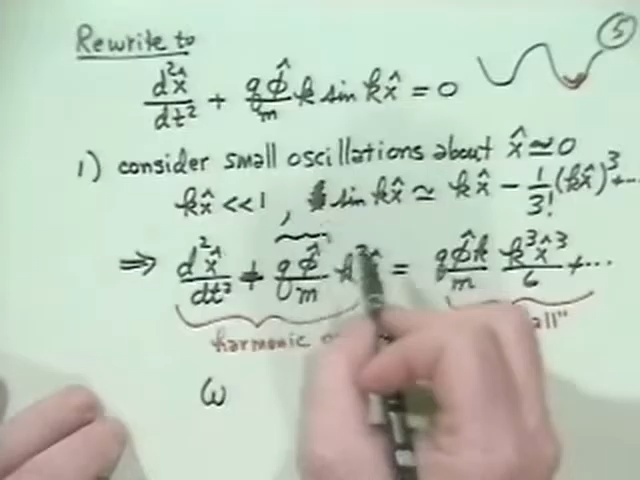 5
Rewrite to
d²x̂/dt² + qφ̂/m k sin kx̂ = 0
1) consider small oscillations about x̂ ≃ 0
kx̂ << 1, sin kx̂ ≃ kx̂ - 1/3! (kx̂)³ + ...
⇒ d²x̂/dt² + qφ̂/m k²x̂ = qφ̂k/m k³x̂³/6 + ...
harmonic
ω